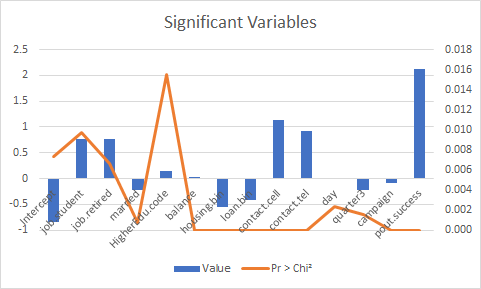 Significant Variables
2.5
2
1.5
1
0.5
0
-0.5
-1
0.018
0.016
0.014
0.012
0.010
0.008
0.006
0.004
0.002
0.000
Intercept
job.student
job.retired
married
HigherEdu.code
balance
housing.bin
loan.bin
contact.cell
contact.tel
day
quarter3
campaign
pout.success
Value
Pr > Chi²